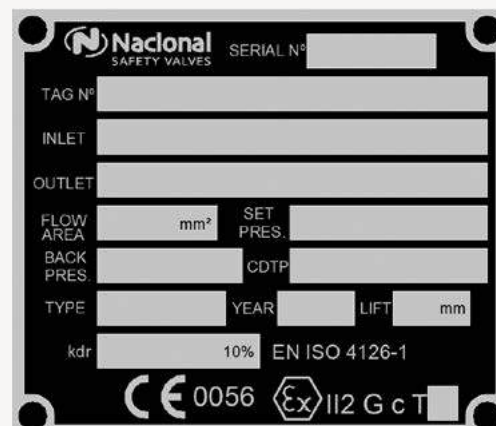 Nacional
SAFETY VALVES
SERIAL Nº
TAG Nº
INLET
OUTLET
FLOW AREA mm²
SET PRES.
BACK PRES.
CDTP
TYPE
YEAR
LIFT mm
kdr 10% EN ISO 4126-1
CE 0056 Ex II2 G c T